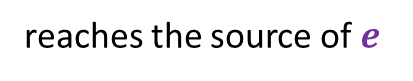 reaches the source of e